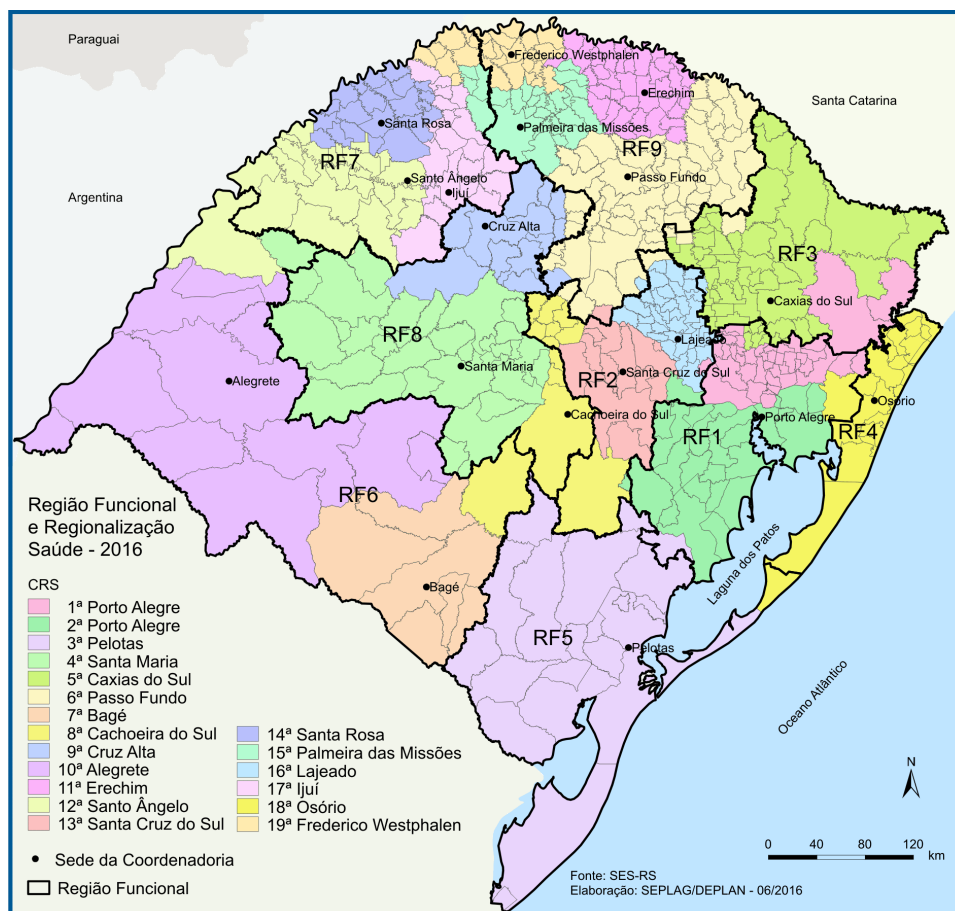 Paraguai
Santa Catarina
Argentina
Frederico Westphalen
Erechim
Santa Rosa
Palmeira das Missões
RF9
RF7
Passo Fundo
Santo Ângelo
Ijuí
Cruz Alta
RF3
Caxias do Sul
RF8
Lajeado
Santa Maria
RF2
Santa Cruz do Sul
Alegrete
Osório
Cachoeira do Sul
Porto Alegre
RF4
RF1
RF6
Região Funcional
e Regionalização
Saúde - 2016
Laguna dos Patos
Bagé
RF5
Pelotas
Oceano Atlântico
CRS
1ª Porto Alegre
2ª Porto Alegre
3ª Pelotas
4ª Santa Maria
5ª Caxias do Sul
6ª Passo Fundo
7ª Bagé
8ª Cachoeira do Sul
9ª Cruz Alta
10ª Alegrete
11ª Erechim
12ª Santo Ângelo
13ª Santa Cruz do Sul
14ª Santa Rosa
15ª Palmeira das Missões
16ª Lajeado
17ª Ijuí
18ª Osório
19ª Frederico Westphalen
Sede da Coordenadoria
Região Funcional
N
0 40 80 120
km
Fonte: SES-RS
Elaboração: SEPLAG/DEPLAN - 06/2016